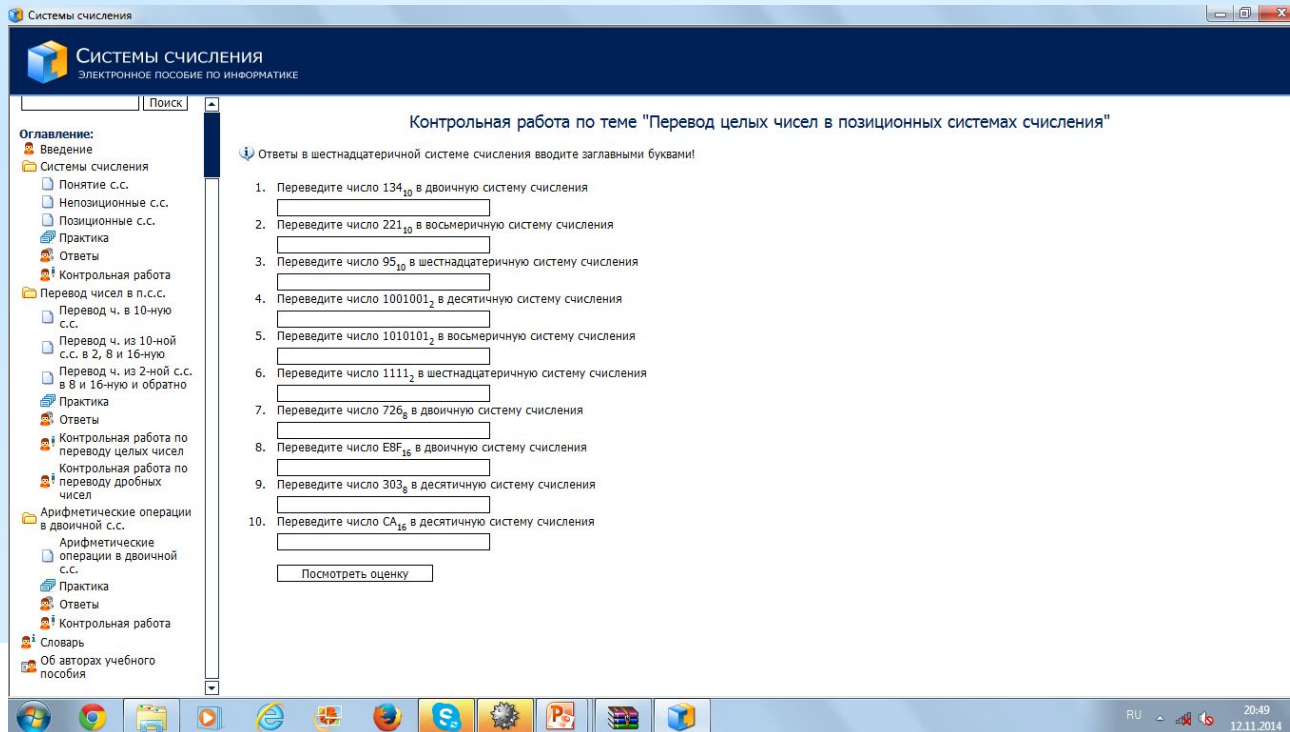 Системы счисления
Системы счисления
Электронное пособие по информатике
Поиск
Оглавление:
Введение
Системы счисления
Понятие с.с.
Непозиционные с.с.
Позиционные с.с.
Практика
Ответы
Контрольная работа
Перевод чисел в п.с.с.
Перевод ч. в 10-ную
с.с.
Перевод ч. из 10-ной
с.с. в 2, 8 и 16-ную
Перевод ч. из 2-ной с.с.
в 8 и 16-ную и обратно
Практика
Ответы
Контрольная работа по
переводу целых чисел
Контрольная работа по
переводу дробных
чисел
Арифметические операции
в двоичной с.с.
Арифметические
операции в двоичной
с.с.
Практика
Ответы
Контрольная работа
Словарь
Об авторах учебного
пособия
Контрольная работа по теме "Перевод целых чисел в позиционных системах счисления"
Ответы в шестнадцатеричной системе счисления вводите заглавными буквами!
1. Переведите число 134₁₀ в двоичную систему счисления
2. Переведите число 221₁₀ в восьмеричную систему счисления
3. Переведите число 95₁₀ в шестнадцатеричную систему счисления
4. Переведите число 1001001₂ в десятичную систему счисления
5. Переведите число 1010101₂ в восьмеричную систему счисления
6. Переведите число 1111₂ в шестнадцатеричную систему счисления
7. Переведите число 726₈ в двоичную систему счисления
8. Переведите число E8F₁₆ в двоичную систему счисления
9. Переведите число 303₈ в десятичную систему счисления
10. Переведите число CA₁₆ в десятичную систему счисления
Посмотреть оценку
RU
20:49
12.11.2014